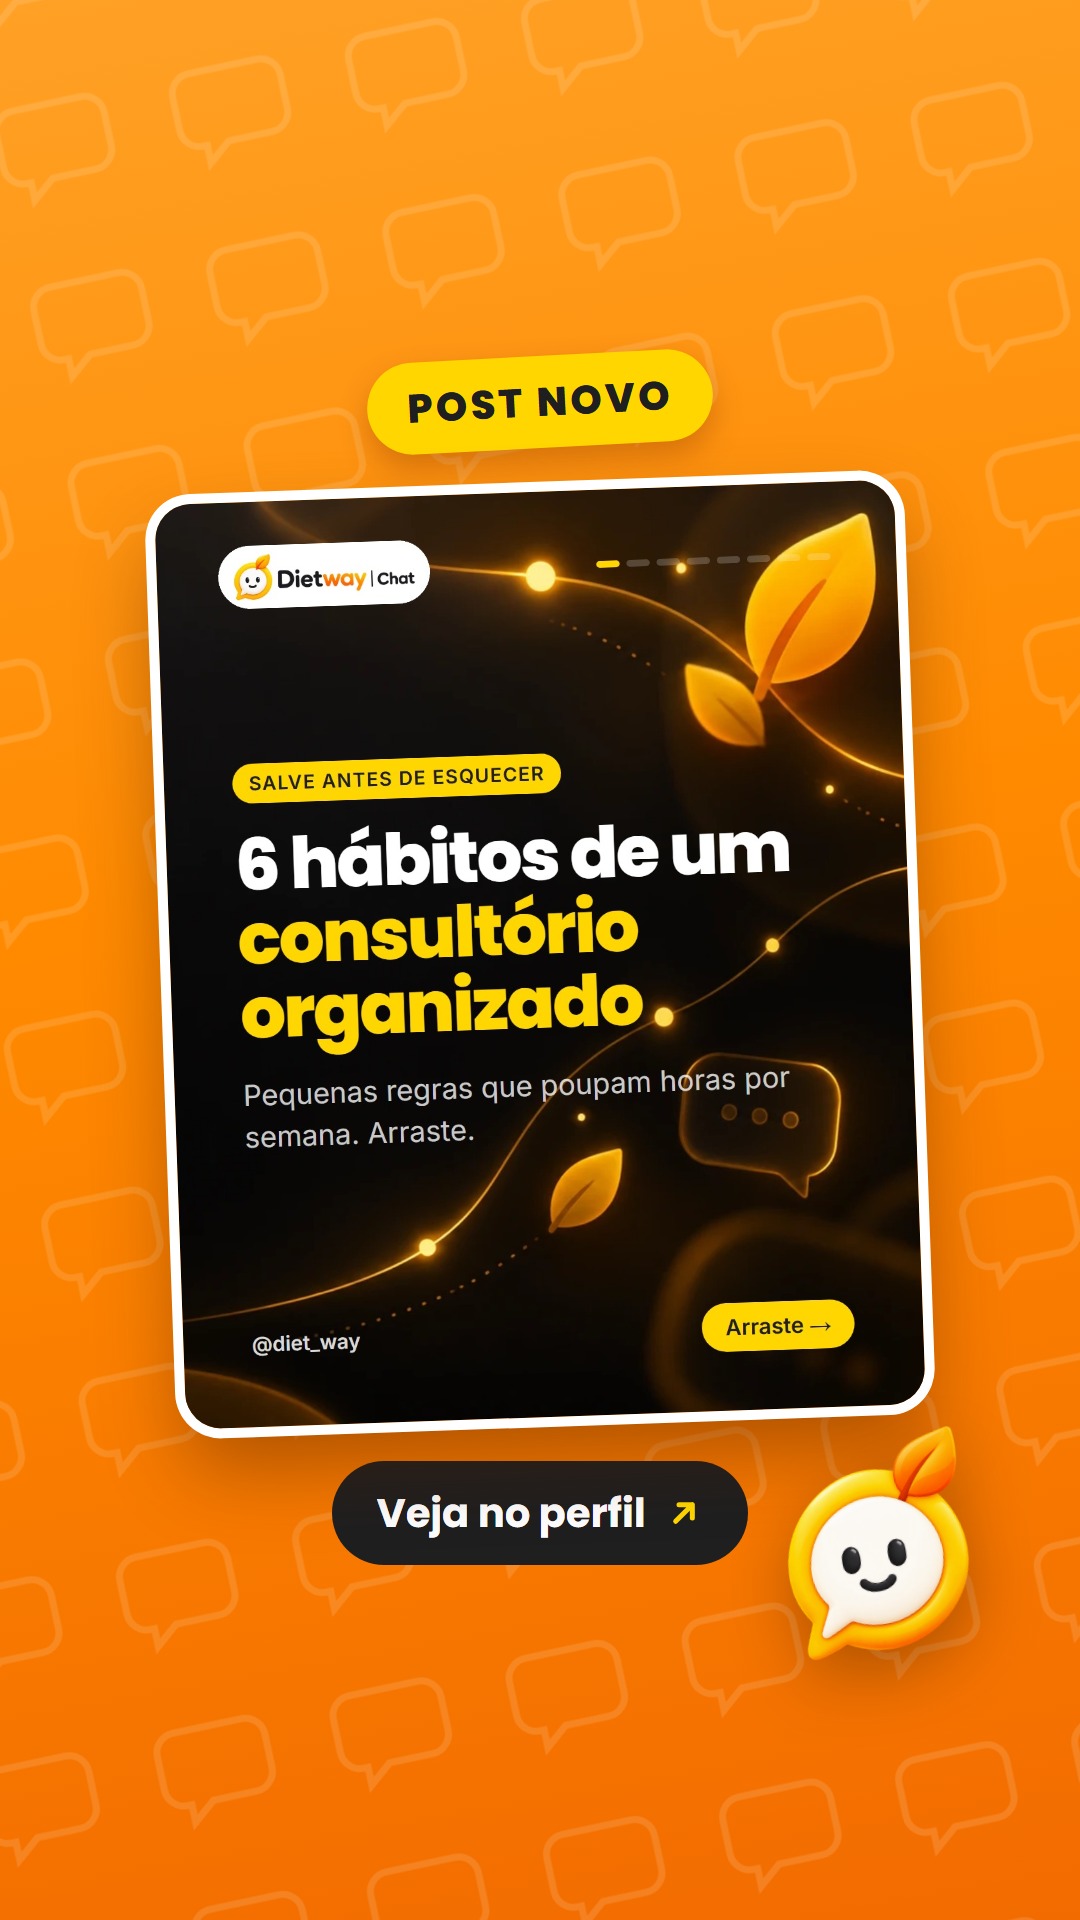 POST NOVO
Dietway | Chat
SALVE ANTES DE ESQUECER
6 hábitos de um
consultório
organizado
Pequenas regras que poupam horas por
semana. Arraste.
@diet_way
Arraste →
Veja no perfil ↗